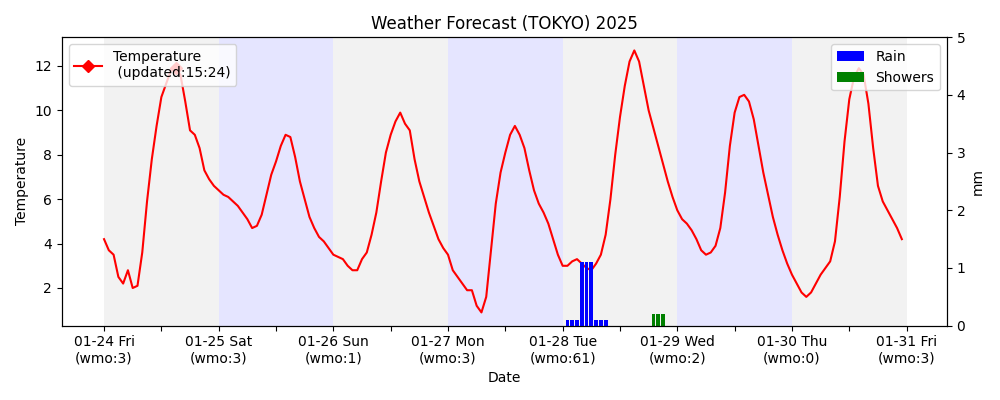 Weather Forecast (TOKYO) 2025
Temperature
(updated:15:24)
Rain
Showers
12
10
8
6
4
2
Temperature
5
4
3
2
1
0
mm
01-24 Fri
(wmo:3)
01-25 Sat
(wmo:3)
01-26 Sun
(wmo:1)
01-27 Mon
(wmo:3)
01-28 Tue
(wmo:61)
01-29 Wed
(wmo:2)
01-30 Thu
(wmo:0)
01-31 Fri
(wmo:3)
Date